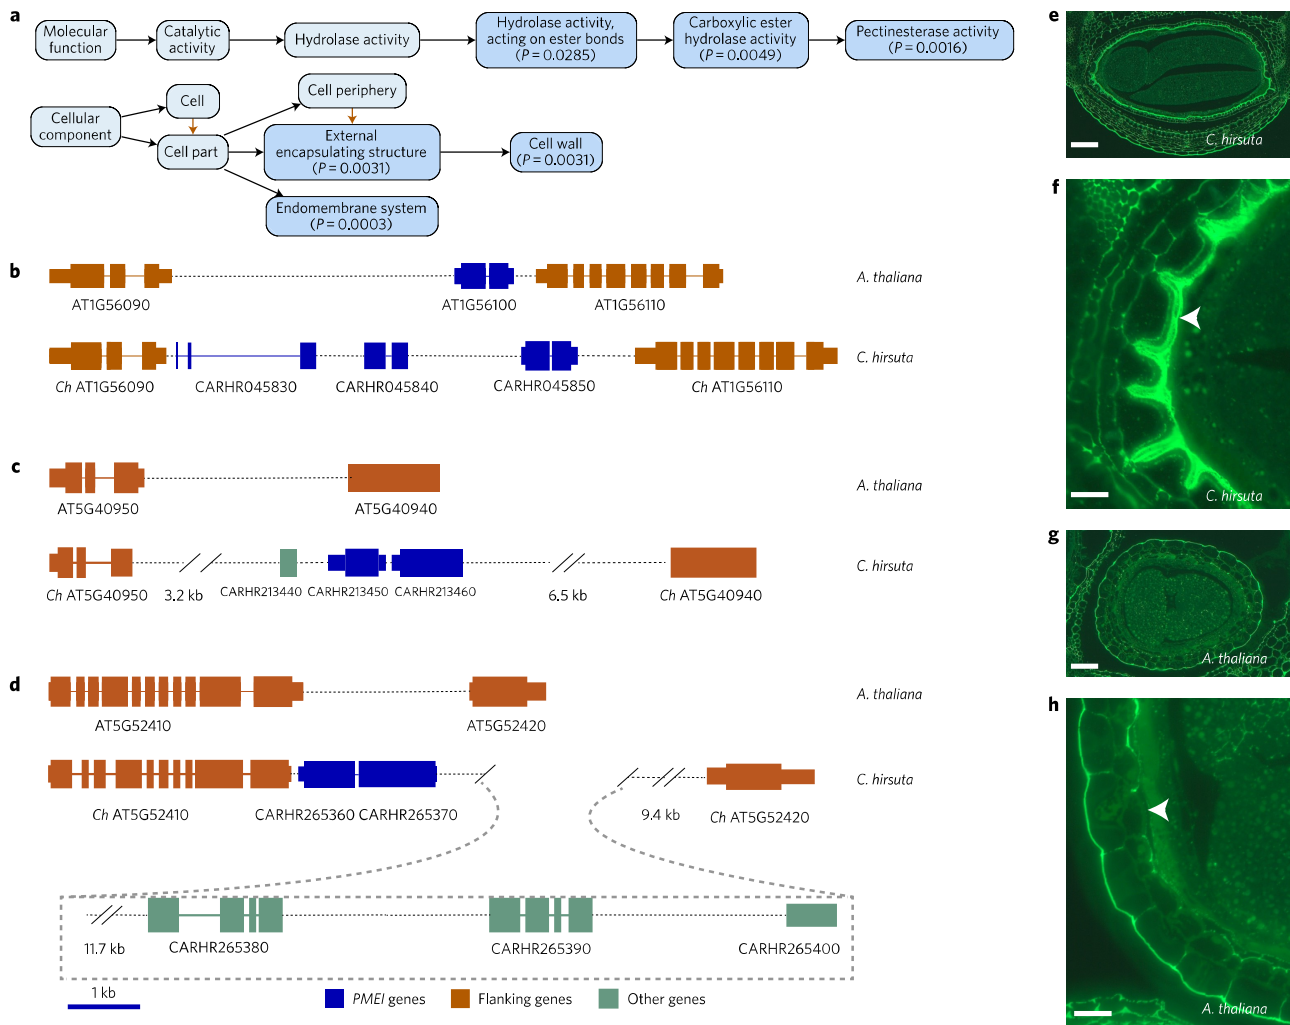 a
Molecular
function
Catalytic
activity
Hydrolase activity
Hydrolase activity,
acting on ester bonds
(P = 0.0285)
Carboxylic ester
hydrolase activity
(P = 0.0049)
Pectinesterase activity
(P = 0.0016)
Cellular
component
Cell
Cell part
Cell periphery
External
encapsulating structure
(P = 0.0031)
Cell wall
(P = 0.0031)
Endomembrane system
(P = 0.0003)
b
A. thaliana
AT1G56090 AT1G56100 AT1G56110
C. hirsuta
Ch AT1G56090 CARHR045830 CARHR045840 CARHR045850 Ch AT1G56110
c
A. thaliana
AT5G40950 AT5G40940
C. hirsuta
Ch AT5G40950 3.2 kb CARHR213440 CARHR213450 CARHR213460 6.5 kb Ch AT5G40940
d
A. thaliana
AT5G52410 AT5G52420
C. hirsuta
Ch AT5G52410 CARHR265360 CARHR265370 9.4 kb Ch AT5G52420
11.7 kb CARHR265380 CARHR265390 CARHR265400
1 kb
PMEI genes Flanking genes Other genes
e
C. hirsuta
f
C. hirsuta
g
A. thaliana
h
A. thaliana